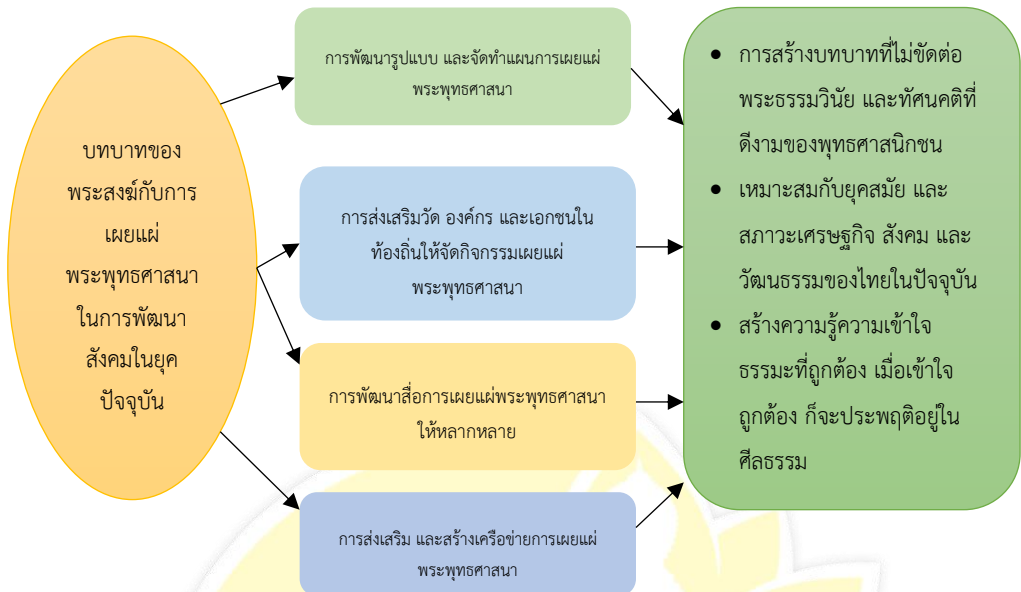 บทบาทของ
พระสงฆ์กับการ
เผยแผ่
พระพุทธศาสนา
ในการพัฒนา
สังคมในยุค
ปัจจุบัน
การพัฒนารูปแบบ และจัดทำแผนการเผยแผ่
พระพุทธศาสนา
การส่งเสริมวัด องค์กร และเอกชนใน
ท้องถิ่นให้จัดกิจกรรมเผยแผ่
พระพุทธศาสนา
การพัฒนาสื่อการเผยแผ่พระพุทธศาสนา
ให้หลากหลาย
การส่งเสริม และสร้างเครือข่ายการเผยแผ่
พระพุทธศาสนา
• การสร้างบทบาทที่ไม่ขัดต่อ
พระธรรมวินัย และทัศนคติที่
ดีงามของพุทธศาสนิกชน
• เหมาะสมกับยุคสมัย และ
สภาวะเศรษฐกิจ สังคม และ
วัฒนธรรมของไทยในปัจจุบัน
• สร้างความรู้ความเข้าใจ
ธรรมะที่ถูกต้อง เมื่อเข้าใจ
ถูกต้อง ก็จะประพฤติอยู่ใน
ศีลธรรม